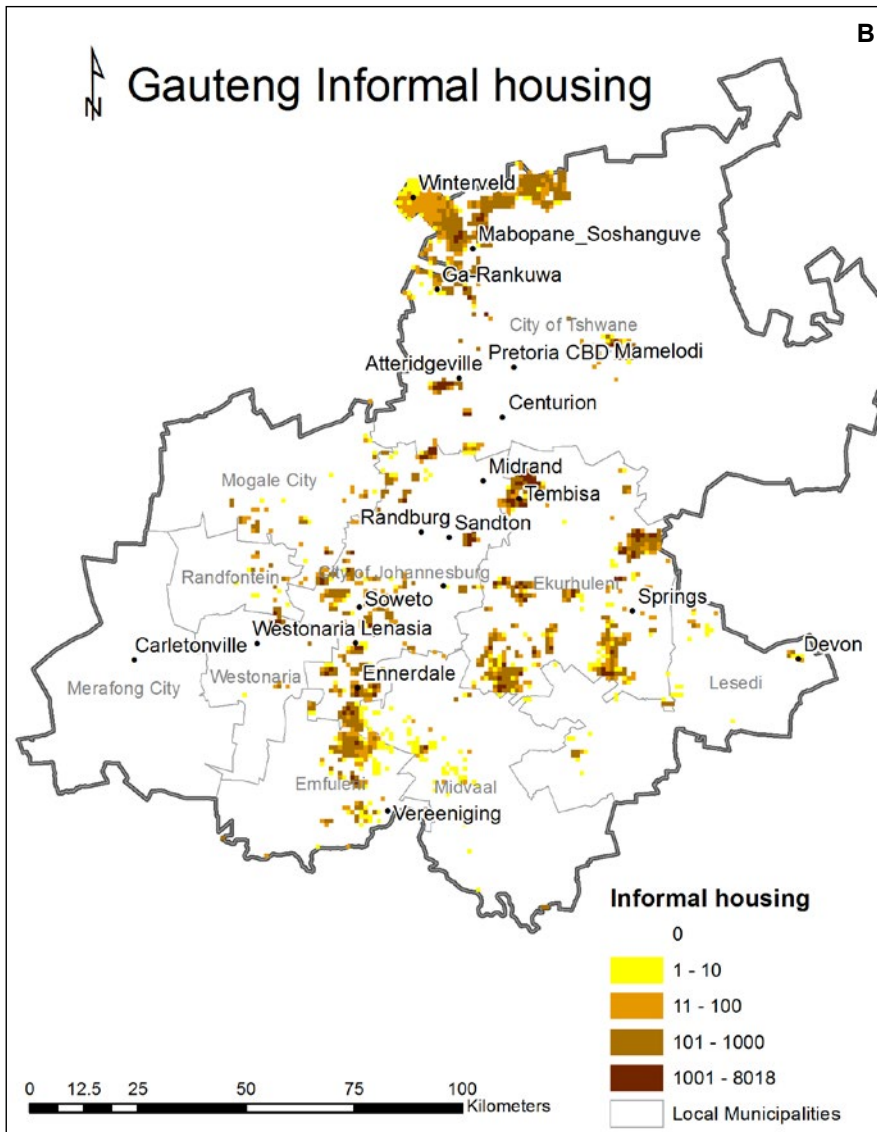 B
N
Gauteng Informal housing
Winterveld
Mabopane_Soshanguve
Ga-Rankuwa
City of Tshwane
Pretoria CBD
Mamelodi
Atteridgeville
Centurion
Midrand
Mogale City
Tembisa
Randburg
Sandton
Randfontein
City of Johannesburg
Ekurhuleni
Soweto
Springs
Westonaria
Lenasia
Carletonville
Devon
Westonaria
Ennerdale
Merafong City
Lesedi
Emfuleni
Midvaal
Vereeniging
Informal housing
0
1 - 10
11 - 100
101 - 1000
1001 - 8018
Local Municipalities
0 12.5 25 50 75 100
Kilometers